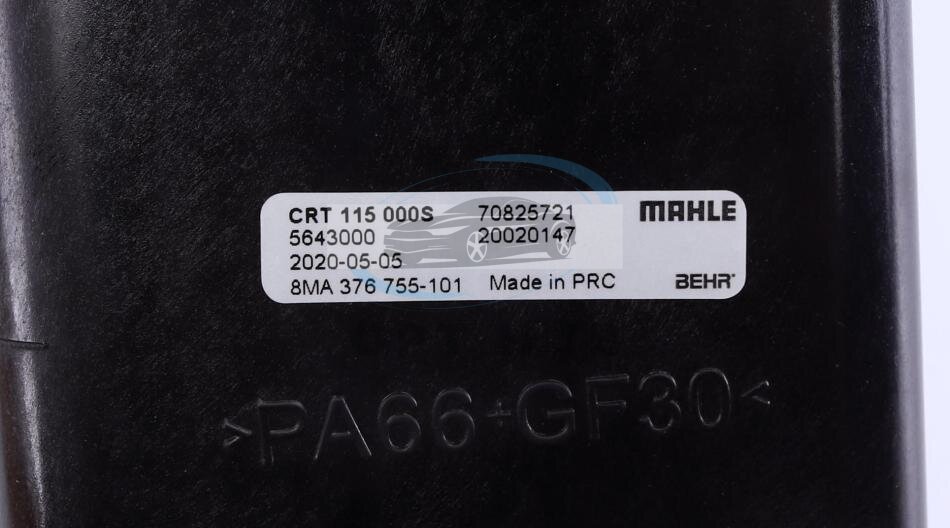 CRT 115 000S 70825721 MAHLE
5643000 20020147
2020-05-05
8MA 376 755-101 Made in PRC BEHR®
>PA66+GF30<